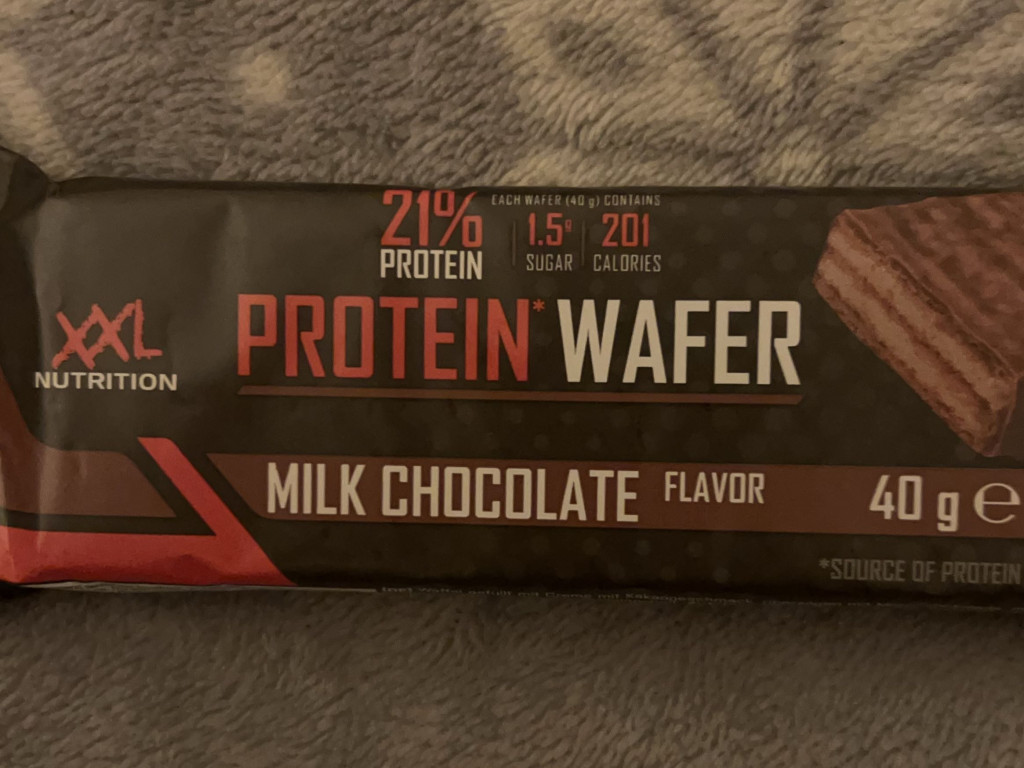 21% EACH WAFER (40 g) CONTAINS
1.5g 201
PROTEIN SUGAR CALORIES
PROTEIN* WAFER
XXL
NUTRITION
MILK CHOCOLATE FLAVOR 40 g e
*SOURCE OF PROTEIN